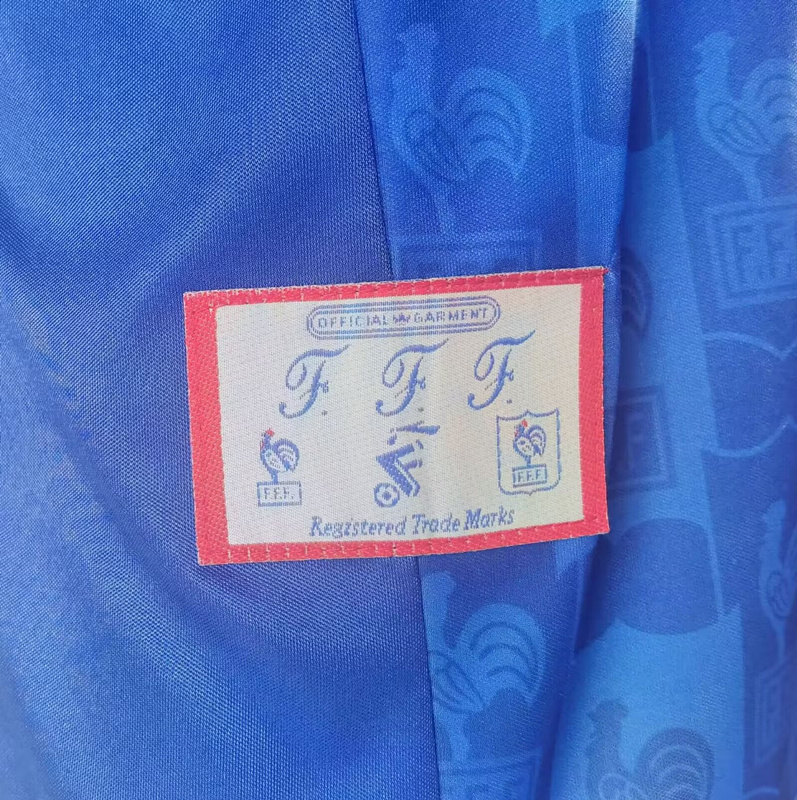 OFFICIAL GARMENT
F. F. F.
F.F.F.
F.F.F.
Registered Trade Marks